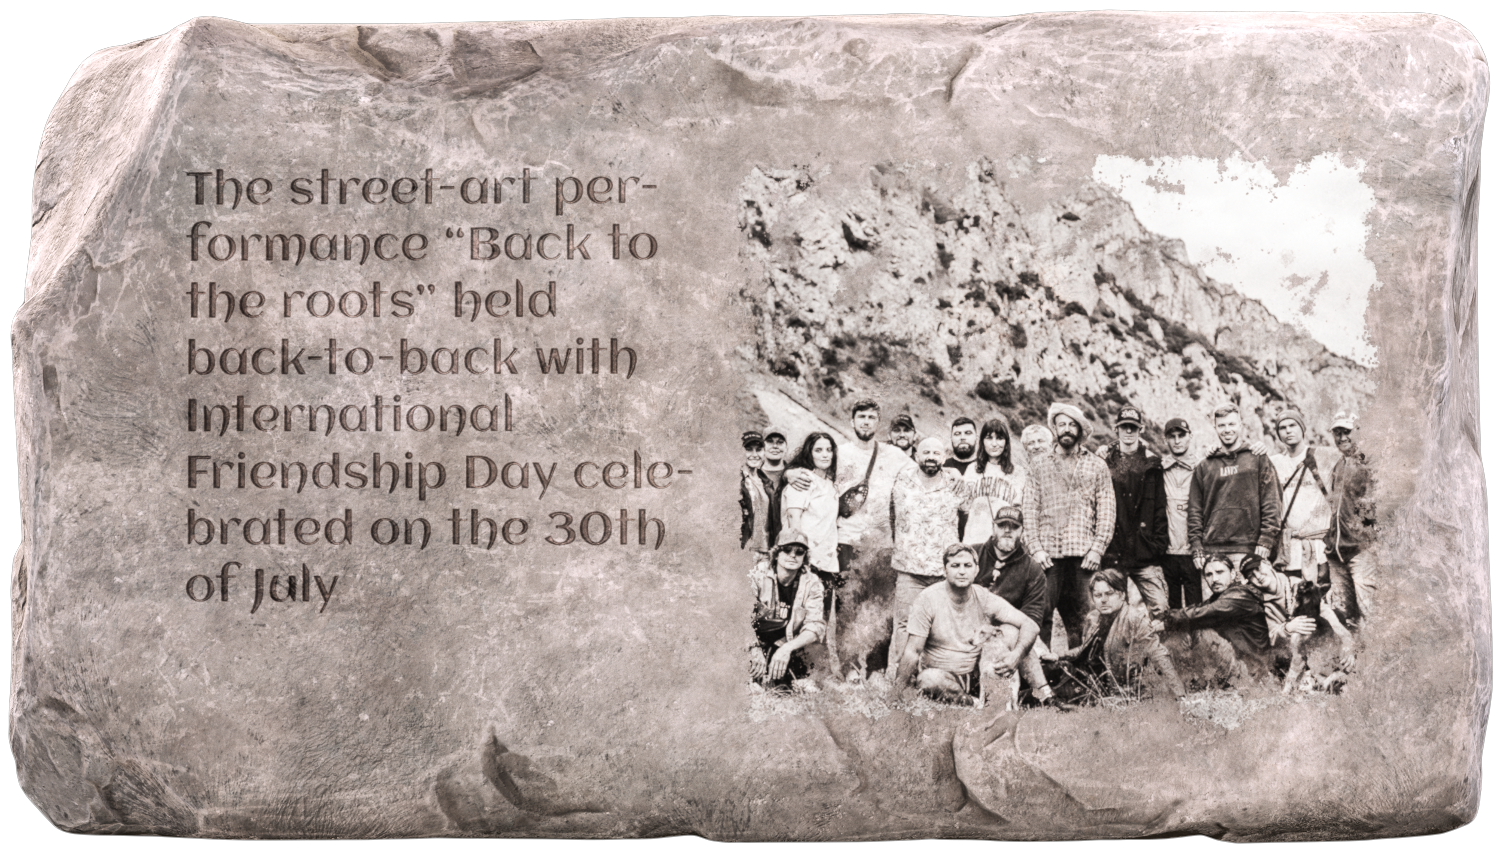 The street-art per-
formance “Back to
the roots” held
back-to-back with
International
Friendship Day cele-
brated on the 30th
of July
MANHATTAN